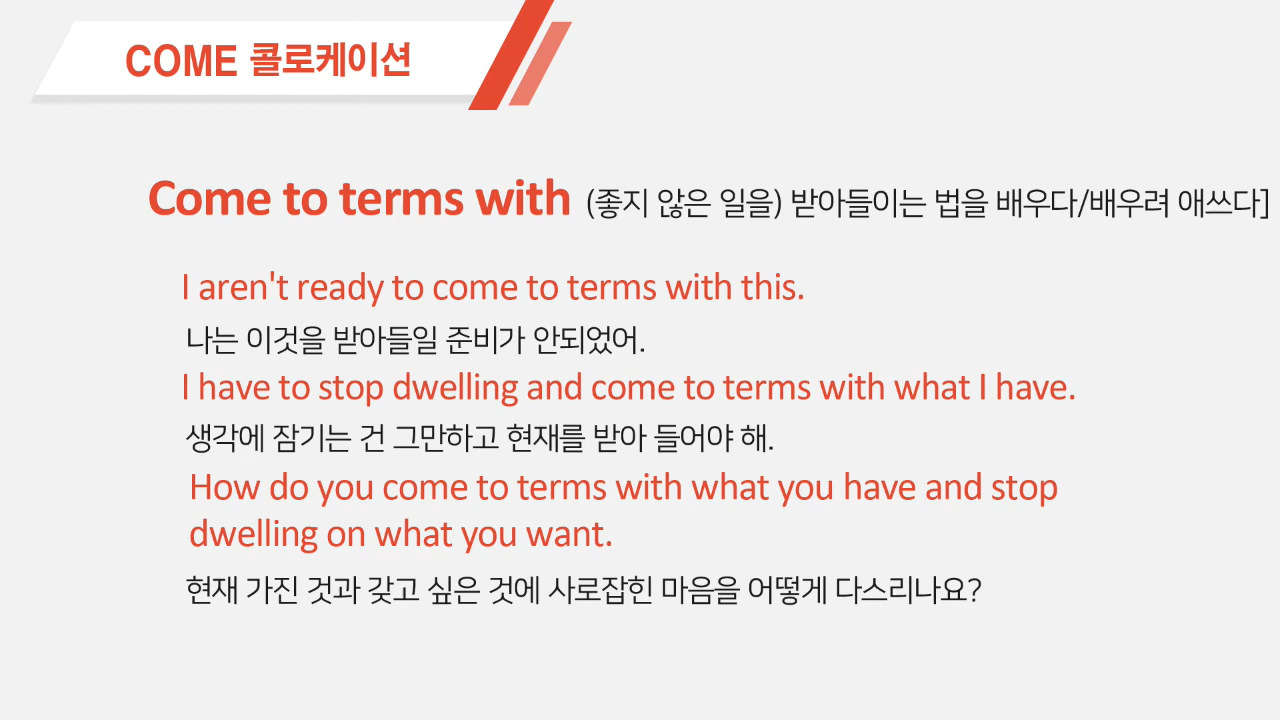 COME 콜로케이션
Come to terms with (좋지 않은 일을) 받아들이는 법을 배우다/배우려 애쓰다]
I aren't ready to come to terms with this.
나는 이것을 받아들일 준비가 안되었어.
I have to stop dwelling and come to terms with what I have.
생각에 잠기는 건 그만하고 현재를 받아 들어야 해.
How do you come to terms with what you have and stop
dwelling on what you want.
현재 가진 것과 갖고 싶은 것에 사로잡힌 마음을 어떻게 다스리나요?